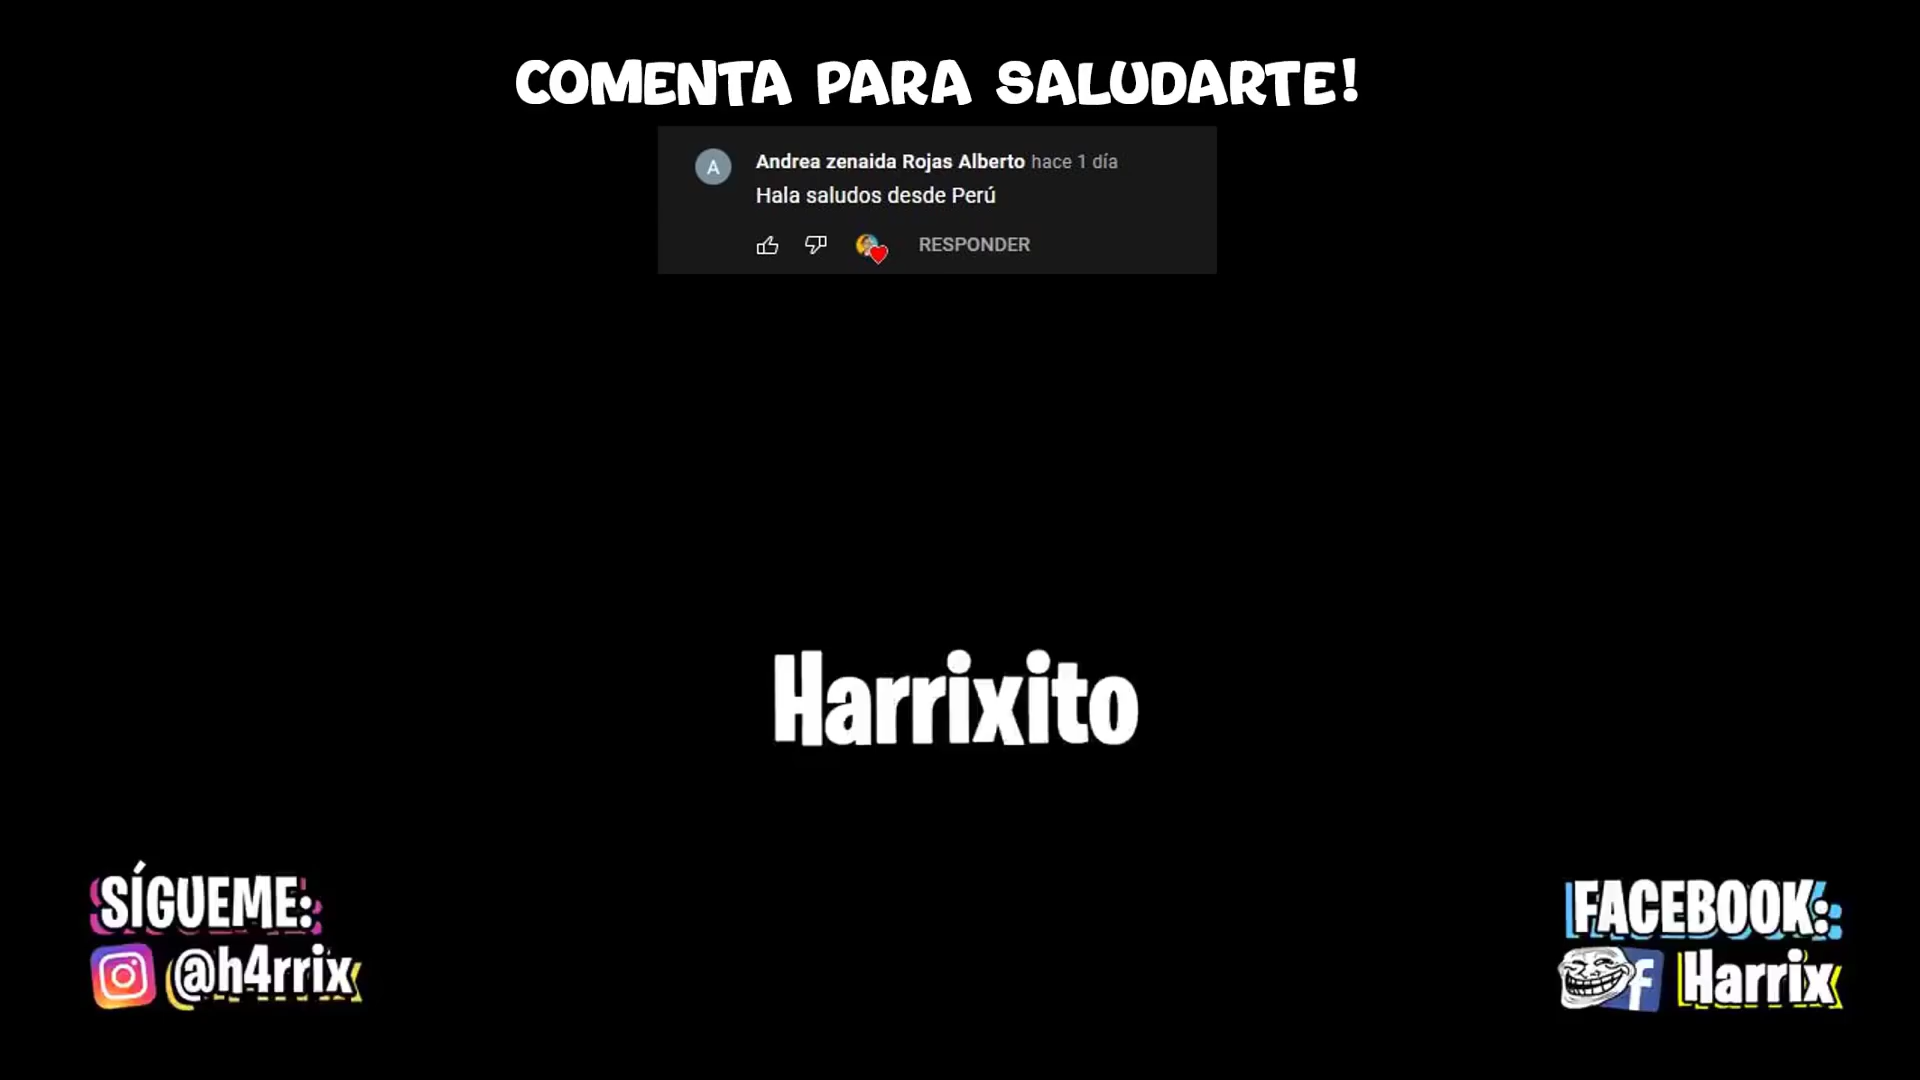 COMENTA PARA SALUDARTE!
A
Andrea zenaida Rojas Alberto hace 1 día
Hala saludos desde Perú
RESPONDER
Harrixito
SÍGUEME:
@h4rrix
FACEBOOK:
f Harrix